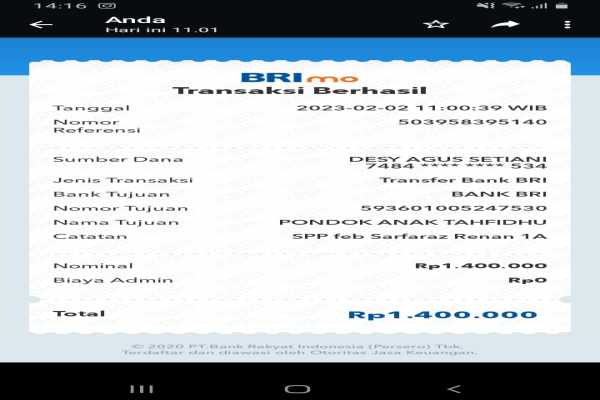 14:16
Anda
Hari ini 11.01
BRImo
Transaksi Berhasil
Tanggal 2023-02-02 11:00:39 WIB
Nomor Referensi 503958395140
Sumber Dana DESY AGUS SETIANI
7484 **** **** 534
Jenis Transaksi Transfer Bank BRI
Bank Tujuan BANK BRI
Nomor Tujuan 593601005247530
Nama Tujuan PONDOK ANAK TAHFIDHU
Catatan SPP feb Sarfaraz Renan 1A
Nominal Rp1.400.000
Biaya Admin Rp0
Total Rp1.400.000
© 2020 PT.Bank Rakyat Indonesia (Persero) Tbk.
Terdaftar dan diawasi oleh Otoritas Jasa Keuangan.